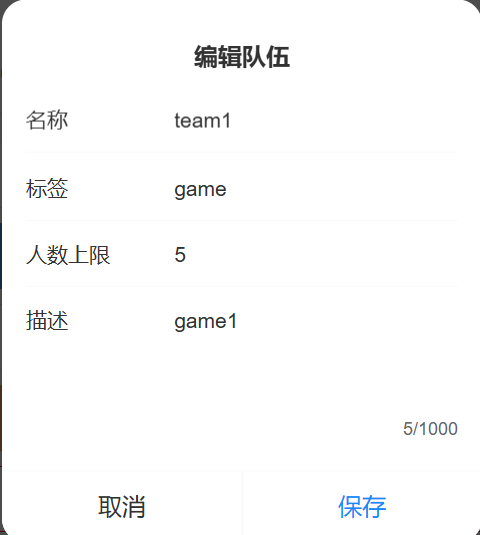 编辑队伍
名称 team1
标签 game
人数上限 5
描述 game1
5/1000
取消 保存